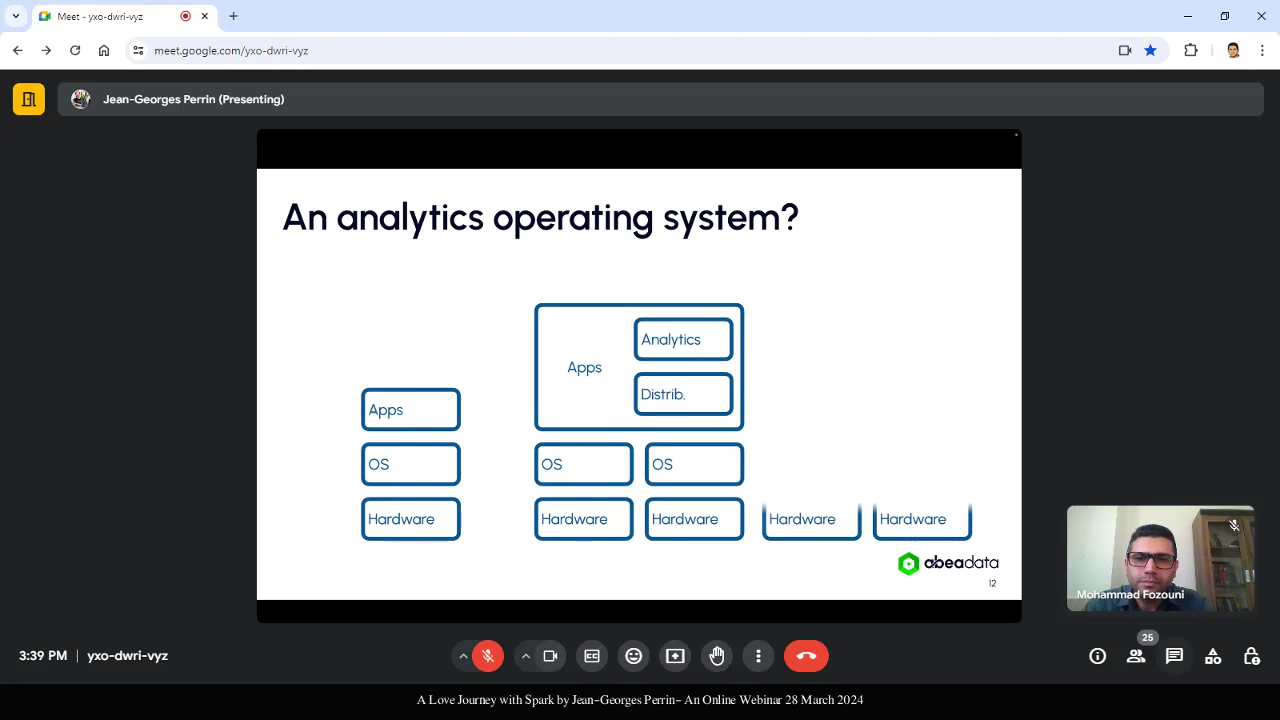 Meet - yxo-dwri-vyz
meet.google.com/yxo-dwri-vyz
Jean-Georges Perrin (Presenting)
An analytics operating system?
Analytics
Apps
Distrib.
Apps
OS
OS
OS
Hardware
Hardware
Hardware
Hardware
Hardware
abeadata
12
Mohammad Fozouni
25
3:39 PM | yxo-dwri-vyz
CC
A Love Journey with Spark by Jean-Georges Perrin- An Online Webinar 28 March 2024